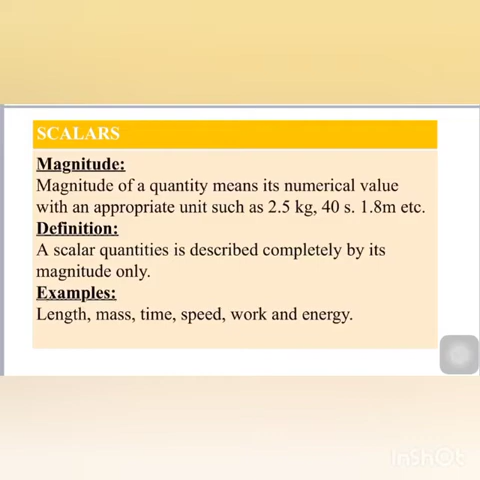 SCALARS
Magnitude:
Magnitude of a quantity means its numerical value
with an appropriate unit such as 2.5 kg, 40 s. 1.8m etc.
Definition:
A scalar quantities is described completely by its
magnitude only.
Examples:
Length, mass, time, speed, work and energy.
InShOt